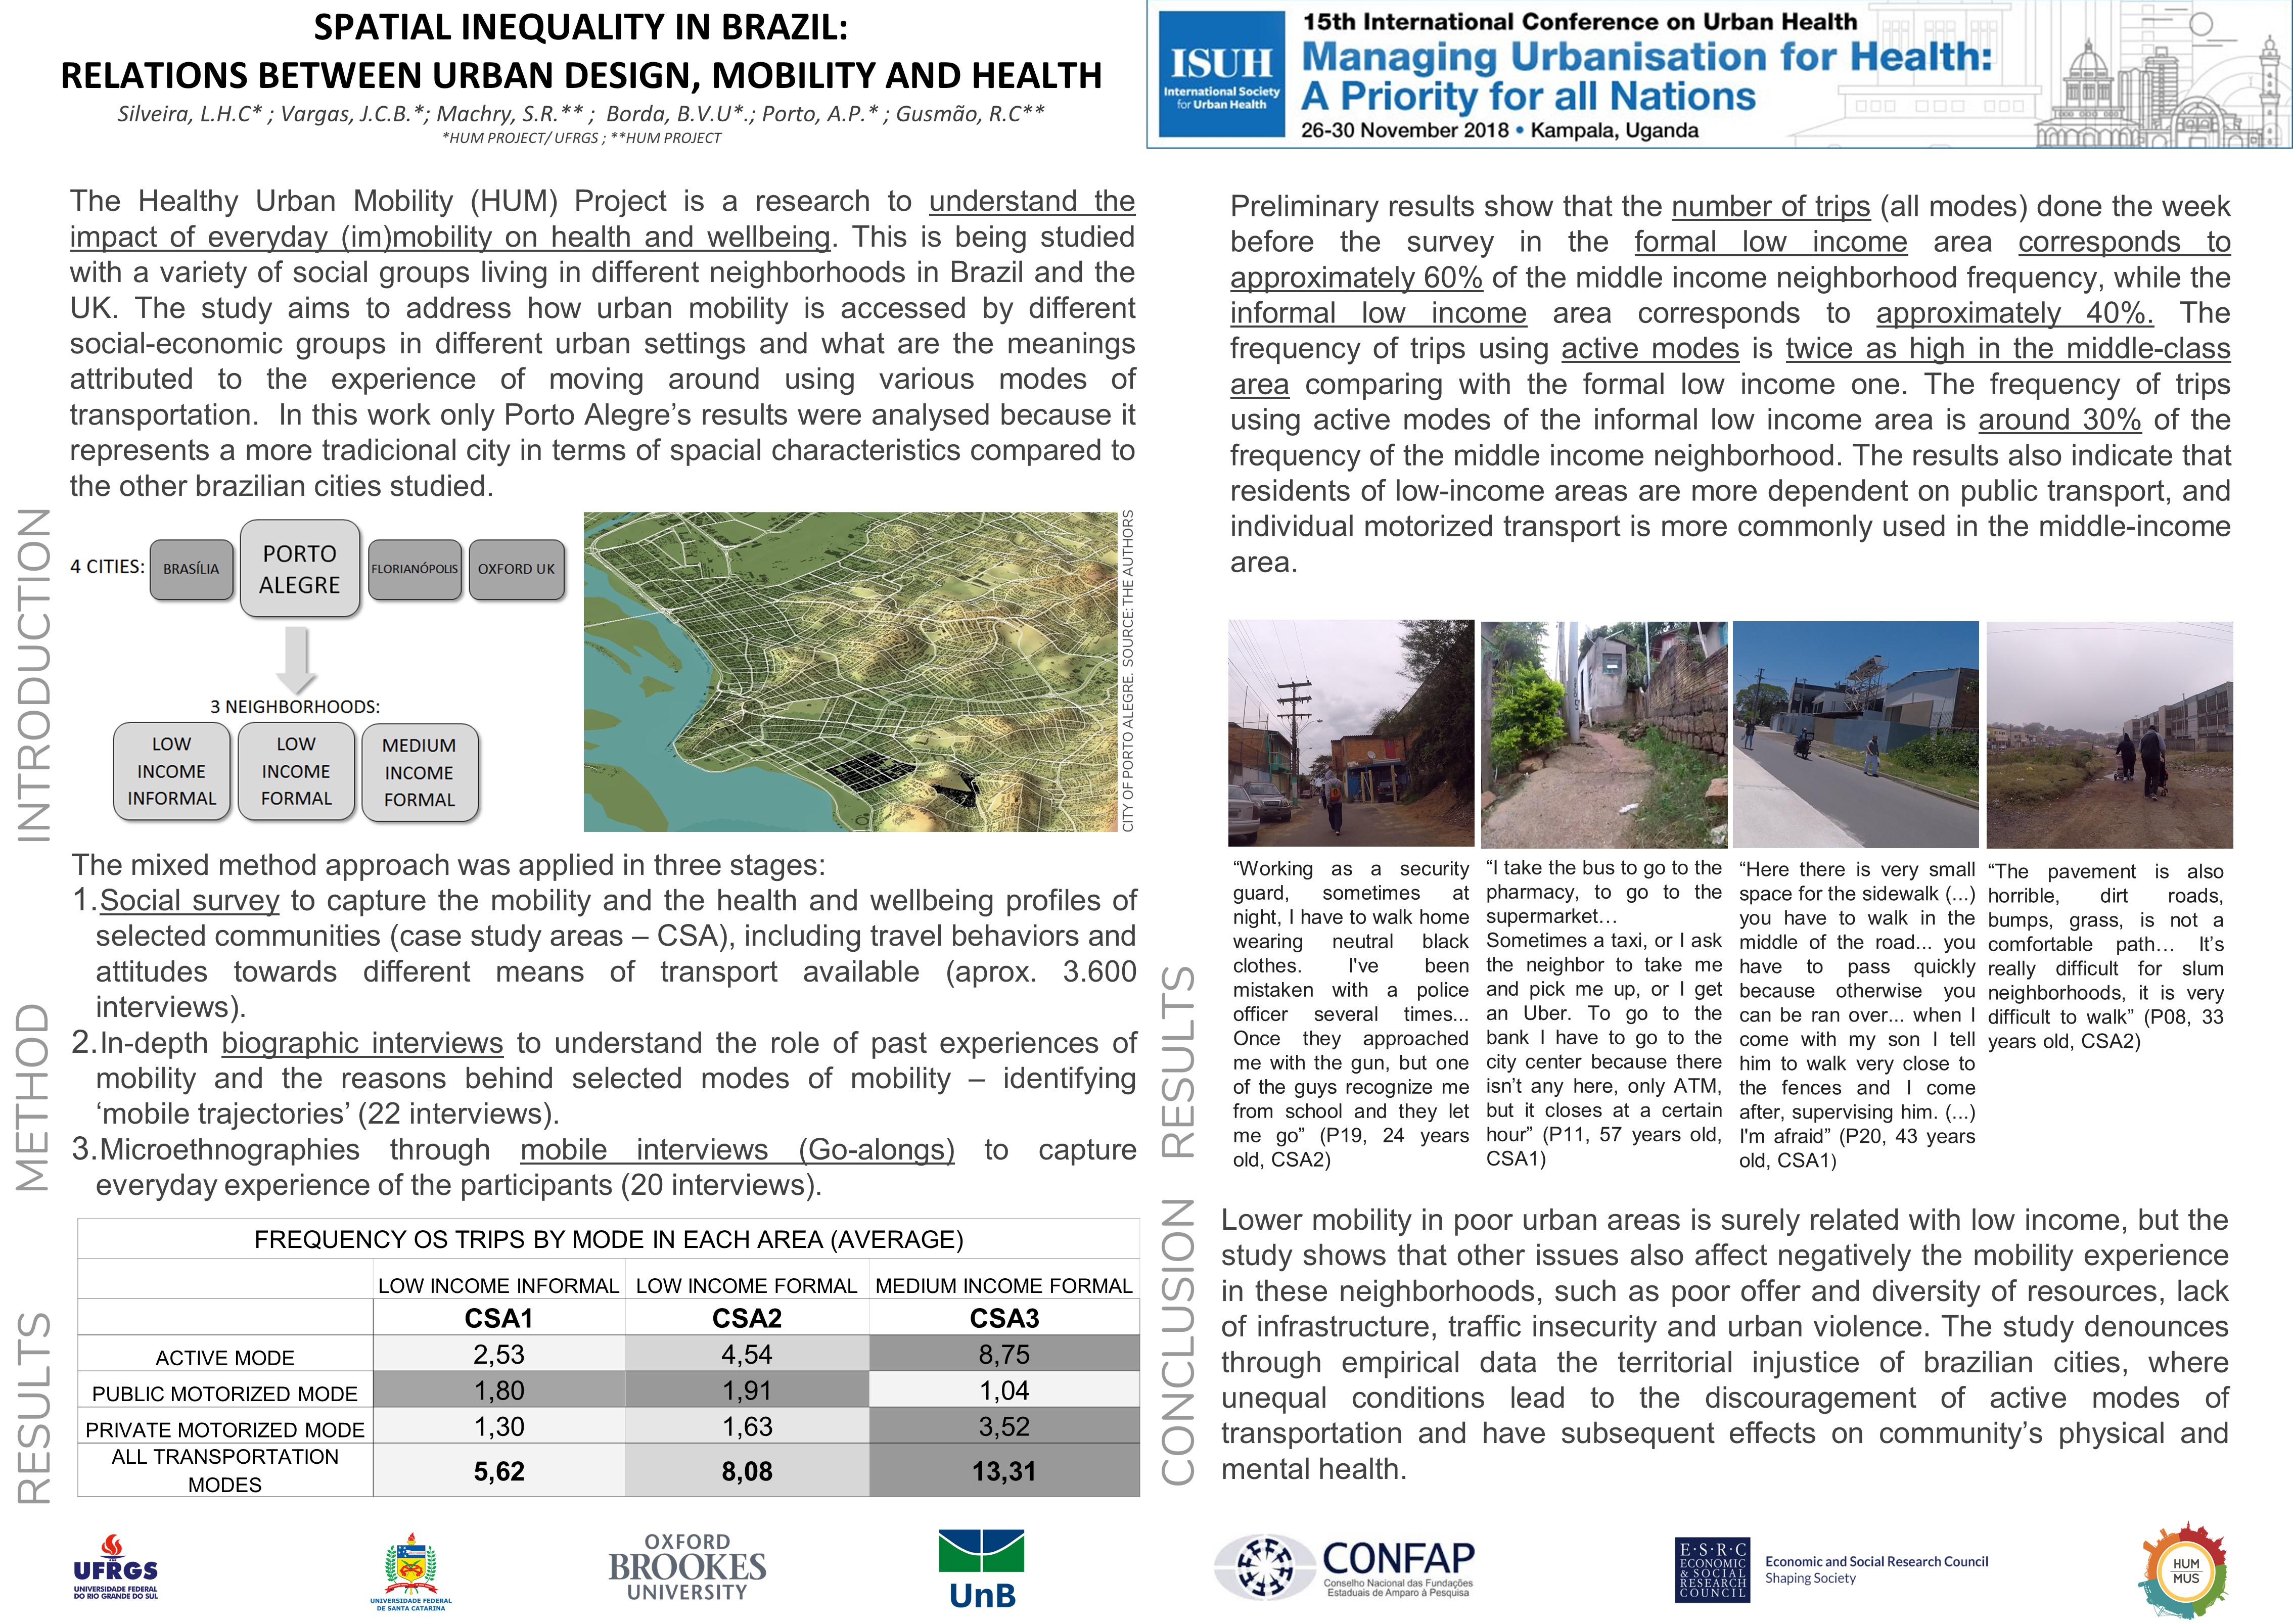 SPATIAL INEQUALITY IN BRAZIL:
RELATIONS BETWEEN URBAN DESIGN, MOBILITY AND HEALTH
Silveira, L.H.C* ; Vargas, J.C.B.*; Machry, S.R.** ; Borda, B.V.U*.; Porto, A.P.* ; Gusmão, R.C**
*HUM PROJECT/ UFRGS ; **HUM PROJECT
ISUH
International Society
for Urban Health
15th International Conference on Urban Health
Managing Urbanisation for Health:
A Priority for all Nations
26-30 November 2018 • Kampala, Uganda
INTRODUCTION
The Healthy Urban Mobility (HUM) Project is a research to understand the
impact of everyday (im)mobility on health and wellbeing. This is being studied
with a variety of social groups living in different neighborhoods in Brazil and the
UK. The study aims to address how urban mobility is accessed by different
social-economic groups in different urban settings and what are the meanings
attributed to the experience of moving around using various modes of
transportation. In this work only Porto Alegre's results were analysed because it
represents a more tradicional city in terms of spacial characteristics compared to
the other brazilian cities studied.
4 CITIES:
BRASÍLIA
PORTO
ALEGRE
FLORIANÓPOLIS
OXFORD UK
3 NEIGHBORHOODS:
LOW
INCOME
INFORMAL
LOW
INCOME
FORMAL
MEDIUM
INCOME
FORMAL
CITY OF PORTO ALEGRE. SOURCE: THE AUTHORS
METHOD
The mixed method approach was applied in three stages:
1.Social survey to capture the mobility and the health and wellbeing profiles of
selected communities (case study areas – CSA), including travel behaviors and
attitudes towards different means of transport available (aprox. 3.600
interviews).
2.In-depth biographic interviews to understand the role of past experiences of
mobility and the reasons behind selected modes of mobility – identifying
‘mobile trajectories’ (22 interviews).
3.Microethnographies through mobile interviews (Go-alongs) to capture
everyday experience of the participants (20 interviews).
RESULTS
FREQUENCY OS TRIPS BY MODE IN EACH AREA (AVERAGE)
LOW INCOME INFORMAL LOW INCOME FORMAL MEDIUM INCOME FORMAL
CSA1 CSA2 CSA3
ACTIVE MODE 2,53 4,54 8,75
PUBLIC MOTORIZED MODE 1,80 1,91 1,04
PRIVATE MOTORIZED MODE 1,30 1,63 3,52
ALL TRANSPORTATION
MODES 5,62 8,08 13,31
Preliminary results show that the number of trips (all modes) done the week
before the survey in the formal low income area corresponds to
approximately 60% of the middle income neighborhood frequency, while the
informal low income area corresponds to approximately 40%. The
frequency of trips using active modes is twice as high in the middle-class
area comparing with the formal low income one. The frequency of trips
using active modes of the informal low income area is around 30% of the
frequency of the middle income neighborhood. The results also indicate that
residents of low-income areas are more dependent on public transport, and
individual motorized transport is more commonly used in the middle-income
area.
RESULTS
“Working as a security
guard, sometimes at
night, I have to walk home
wearing neutral black
clothes. I've been
mistaken with a police
officer several times...
Once they approached
me with the gun, but one
of the guys recognize me
from school and they let
me go” (P19, 24 years
old, CSA2)
“I take the bus to go to the
pharmacy, to go to the
supermarket…
Sometimes a taxi, or I ask
the neighbor to take me
and pick me up, or I get
an Uber. To go to the
bank I have to go to the
city center because there
isn’t any here, only ATM,
but it closes at a certain
hour” (P11, 57 years old,
CSA1)
“Here there is very small
space for the sidewalk (...)
you have to walk in the
middle of the road... you
have to pass quickly
because otherwise you
can be ran over... when I
come with my son I tell
him to walk very close to
the fences and I come
after, supervising him. (...)
I'm afraid” (P20, 43 years
old, CSA1)
“The pavement is also
horrible, dirt roads,
bumps, grass, is not a
comfortable path… It’s
really difficult for slum
neighborhoods, it is very
difficult to walk” (P08, 33
years old, CSA2)
CONCLUSION
Lower mobility in poor urban areas is surely related with low income, but the
study shows that other issues also affect negatively the mobility experience
in these neighborhoods, such as poor offer and diversity of resources, lack
of infrastructure, traffic insecurity and urban violence. The study denounces
through empirical data the territorial injustice of brazilian cities, where
unequal conditions lead to the discouragement of active modes of
transportation and have subsequent effects on community’s physical and
mental health.
UFRGS
UNIVERSIDADE FEDERAL
DO RIO GRANDE DO SUL
UNIVERSIDADE FEDERAL
DE SANTA CATARINA
OXFORD
BROOKES
UNIVERSITY
UnB
CONFAP
Conselho Nacional das Fundações
Estaduais de Amparo à Pesquisa
E·S·R·C
ECONOMIC
& SOCIAL
RESEARCH
COUNCIL
Economic and Social Research Council
Shaping Society
HUM
MUS